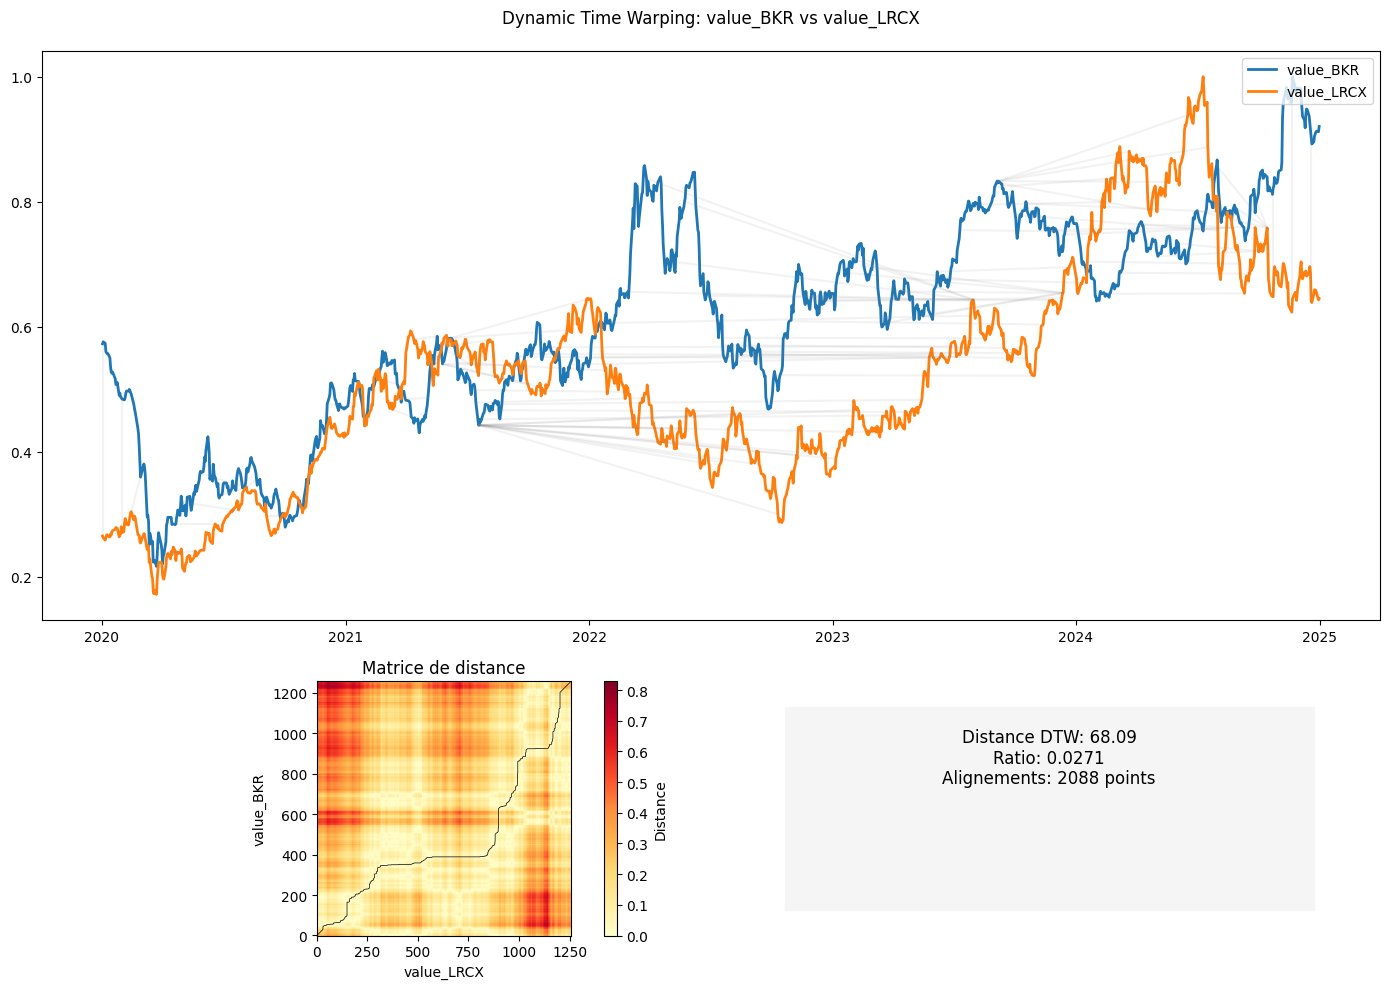 Dynamic Time Warping: value_BKR vs value_LRCX
1.0
0.8
0.6
0.4
0.2
value_BKR
value_LRCX
2020 2021 2022 2023 2024 2025
Matrice de distance
value_BKR
1200
1000
800
600
400
200
0
0 250 500 750 1000 1250
value_LRCX
0.8
0.7
0.6
0.5
0.4
0.3
0.2
0.1
0.0
Distance
Distance DTW: 68.09
Ratio: 0.0271
Alignements: 2088 points